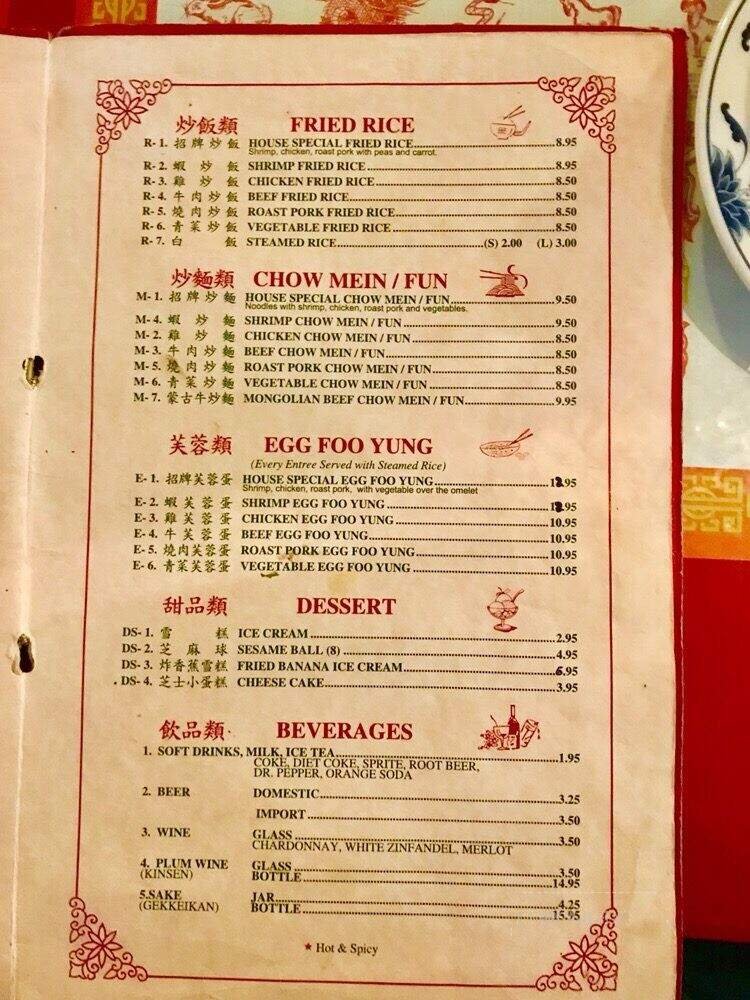 炒飯類 FRIED RICE
R- 1. 招牌炒飯 HOUSE SPECIAL FRIED RICE 8.95
Shrimp, chicken, roast pork with peas and carrot.
R- 2. 蝦炒飯 SHRIMP FRIED RICE 8.95
R- 3. 雞炒飯 CHICKEN FRIED RICE 8.50
R- 4. 牛肉炒飯 BEEF FRIED RICE 8.50
R- 5. 燒肉炒飯 ROAST PORK FRIED RICE 8.50
R- 6. 青菜炒飯 VEGETABLE FRIED RICE 8.50
R- 7. 白飯 STEAMED RICE (S) 2.00 (L) 3.00
炒麵類 CHOW MEIN / FUN
M- 1. 招牌炒麵 HOUSE SPECIAL CHOW MEIN / FUN 9.50
Noodles with shrimp, chicken, roast pork and vegetables.
M- 4. 蝦炒麵 SHRIMP CHOW MEIN / FUN 9.50
M- 2. 雞炒麵 CHICKEN CHOW MEIN / FUN 8.50
M- 3. 牛肉炒麵 BEEF CHOW MEIN / FUN 8.50
M- 5. 燒肉炒麵 ROAST PORK CHOW MEIN / FUN 8.50
M- 6. 青菜炒麵 VEGETABLE CHOW MEIN / FUN 8.50
M- 7. 蒙古牛炒麵 MONGOLIAN BEEF CHOW MEIN / FUN 9.95
芙蓉類 EGG FOO YUNG
(Every Entree Served with Steamed Rice)
E- 1. 招牌芙蓉蛋 HOUSE SPECIAL EGG FOO YUNG
Shrimp, chicken, roast pork, with vegetable over the omelet
E- 2. 蝦芙蓉蛋 SHRIMP EGG FOO YUNG
E- 3. 雞芙蓉蛋 CHICKEN EGG FOO YUNG 10.95
E- 4. 牛芙蓉蛋 BEEF EGG FOO YUNG 10.95
E- 5. 燒肉芙蓉蛋 ROAST PORK EGG FOO YUNG 10.95
E- 6. 青菜芙蓉蛋 VEGETABLE EGG FOO YUNG 10.95
甜品類 DESSERT
DS- 1. 雪糕 ICE CREAM 2.95
DS- 2. 芝麻球 SESAME BALL (8) 4.95
DS- 3. 炸香蕉雪糕 FRIED BANANA ICE CREAM
DS- 4. 芝士小蛋糕 CHEESE CAKE 3.95
飲品類 BEVERAGES
1. SOFT DRINKS, MILK, ICE TEA 1.95
COKE, DIET COKE, SPRITE, ROOT BEER,
DR. PEPPER, ORANGE SODA
2. BEER DOMESTIC 3.25
IMPORT 3.50
3. WINE GLASS 3.50
CHARDONNAY, WHITE ZINFANDEL, MERLOT
4. PLUM WINE GLASS 3.50
(KINSEN) BOTTLE 14.95
5.SAKE JAR 4.25
(GEKKEIKAN) BOTTLE 15.95
★ Hot & Spicy